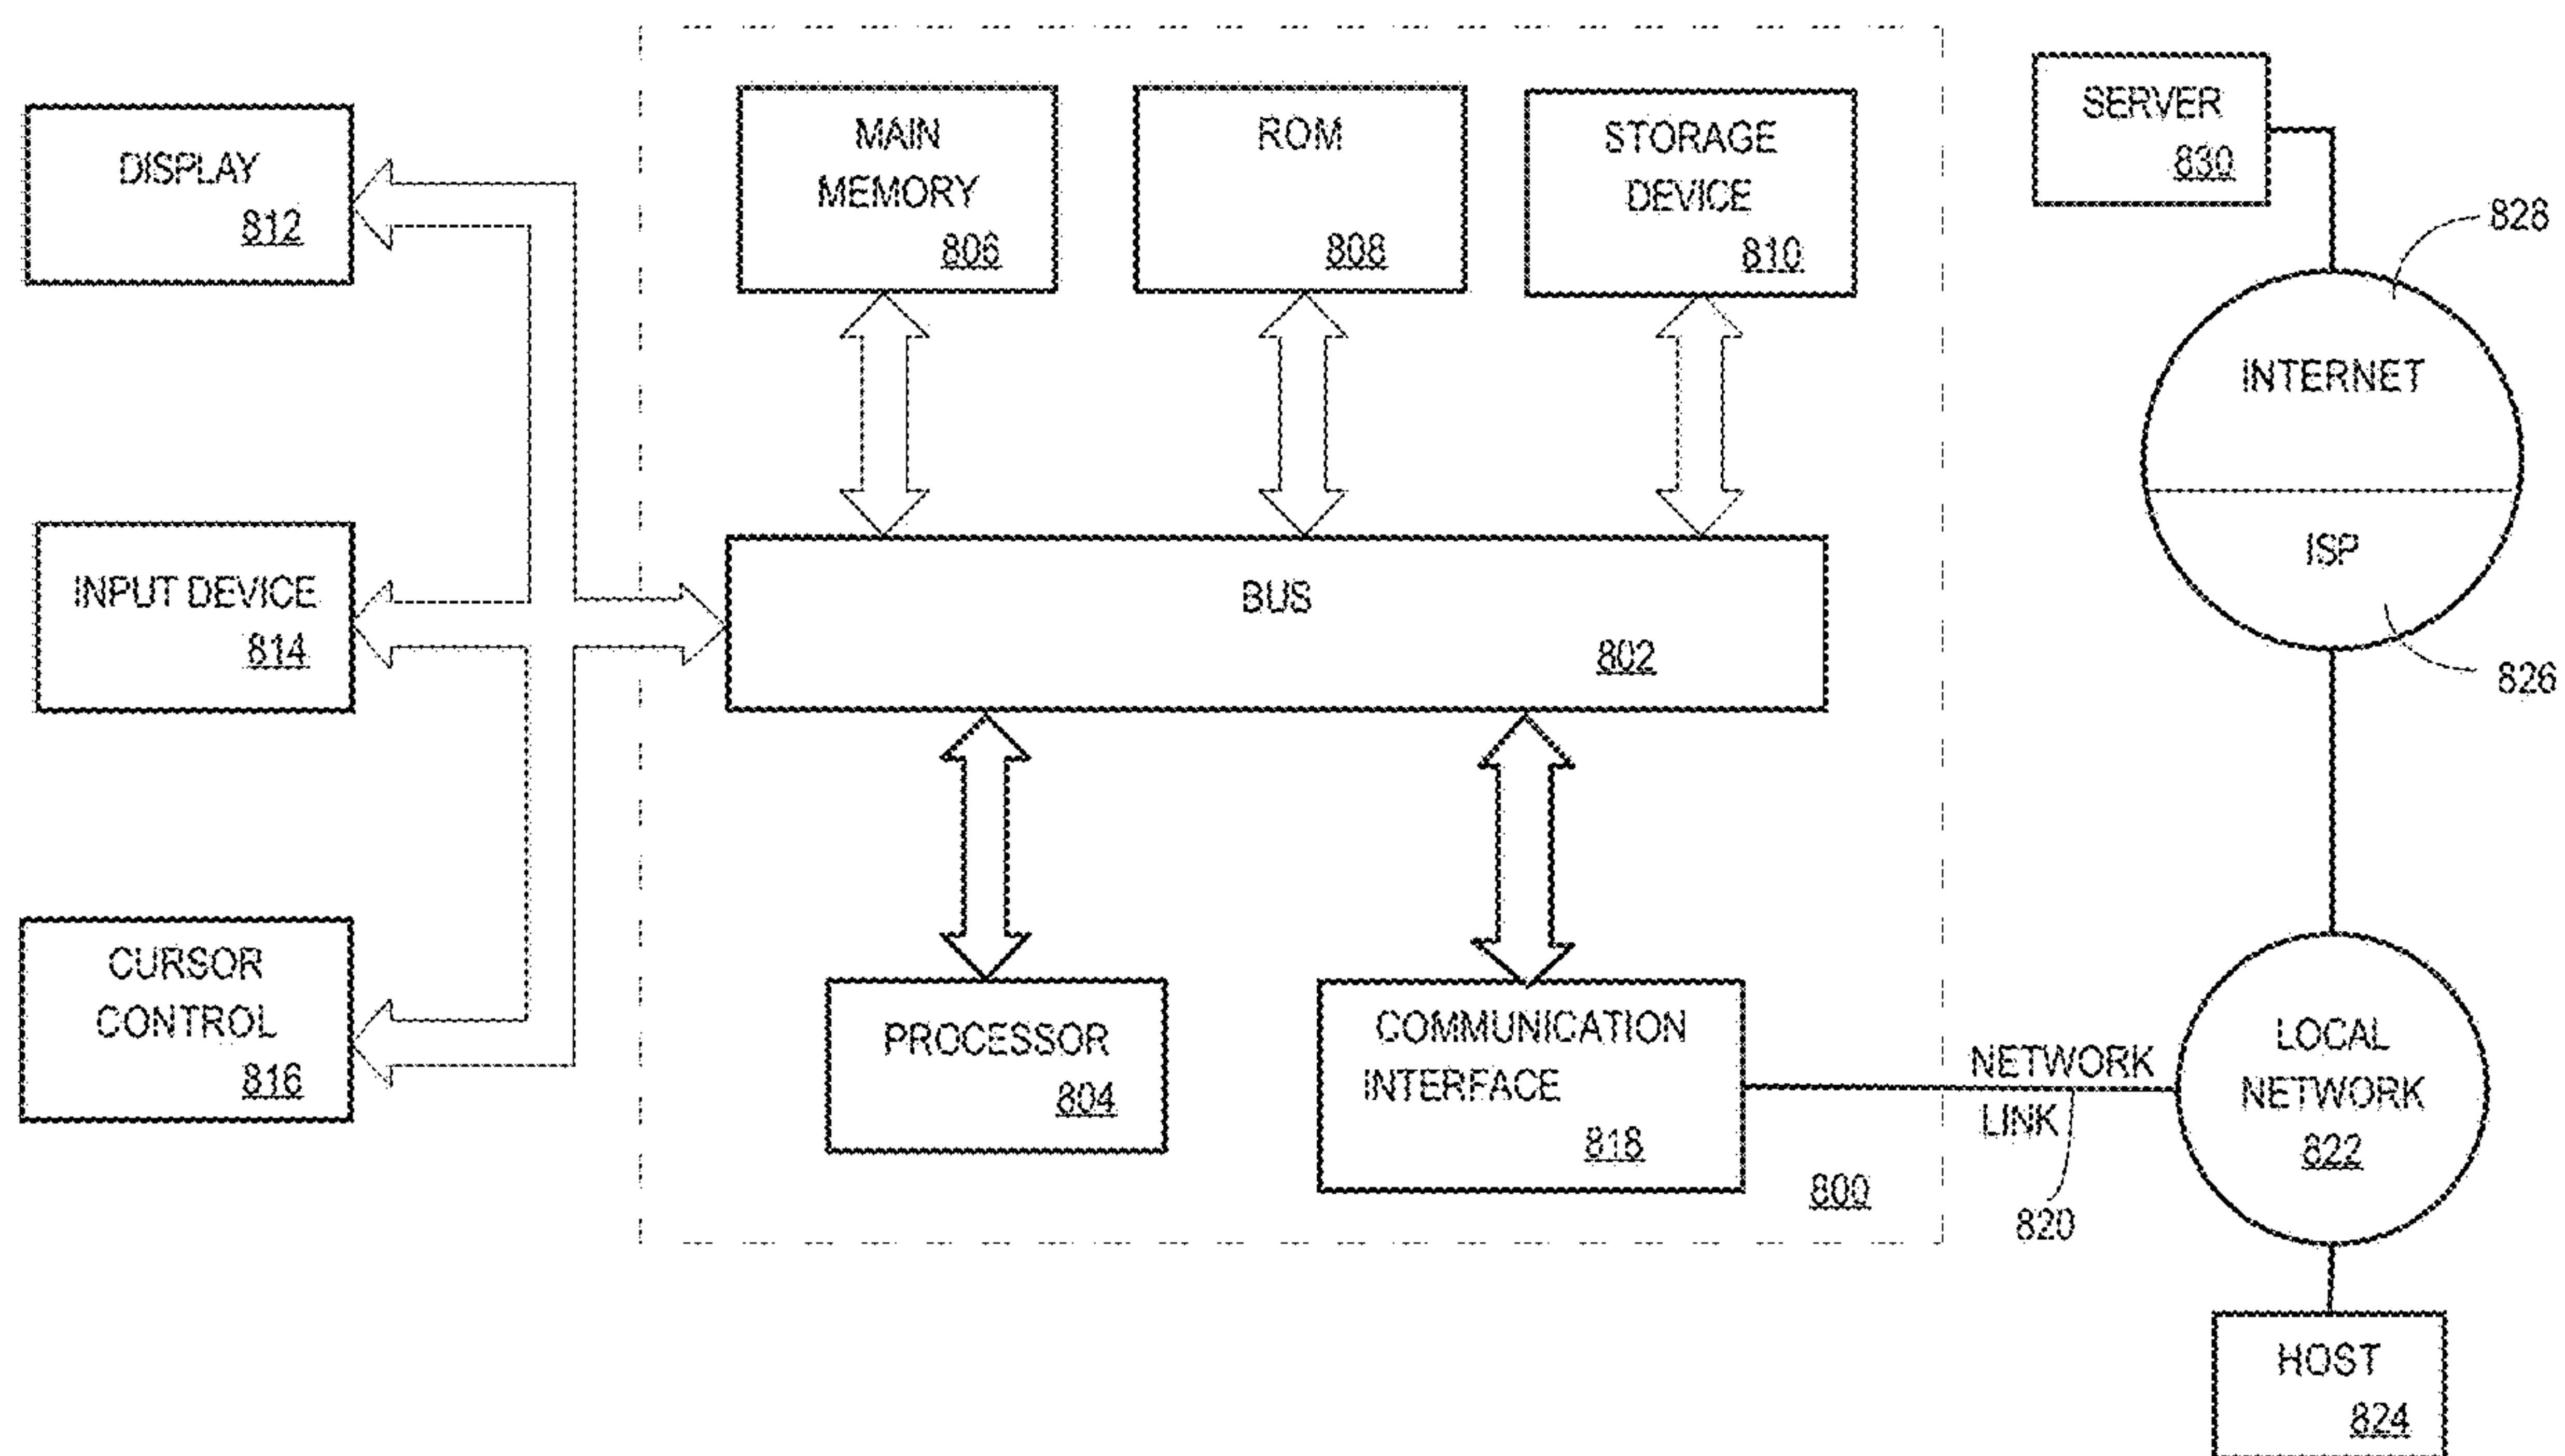 DISPLAY
812
INPUT DEVICE
814
CURSOR
CONTROL
816
MAIN
MEMORY
806
ROM
808
STORAGE
DEVICE
810
BUS
802
PROCESSOR
804
COMMUNICATION
INTERFACE
818
800
NETWORK
LINK
820
SERVER
830
828
INTERNET
ISP
826
LOCAL
NETWORK
822
HOST
824